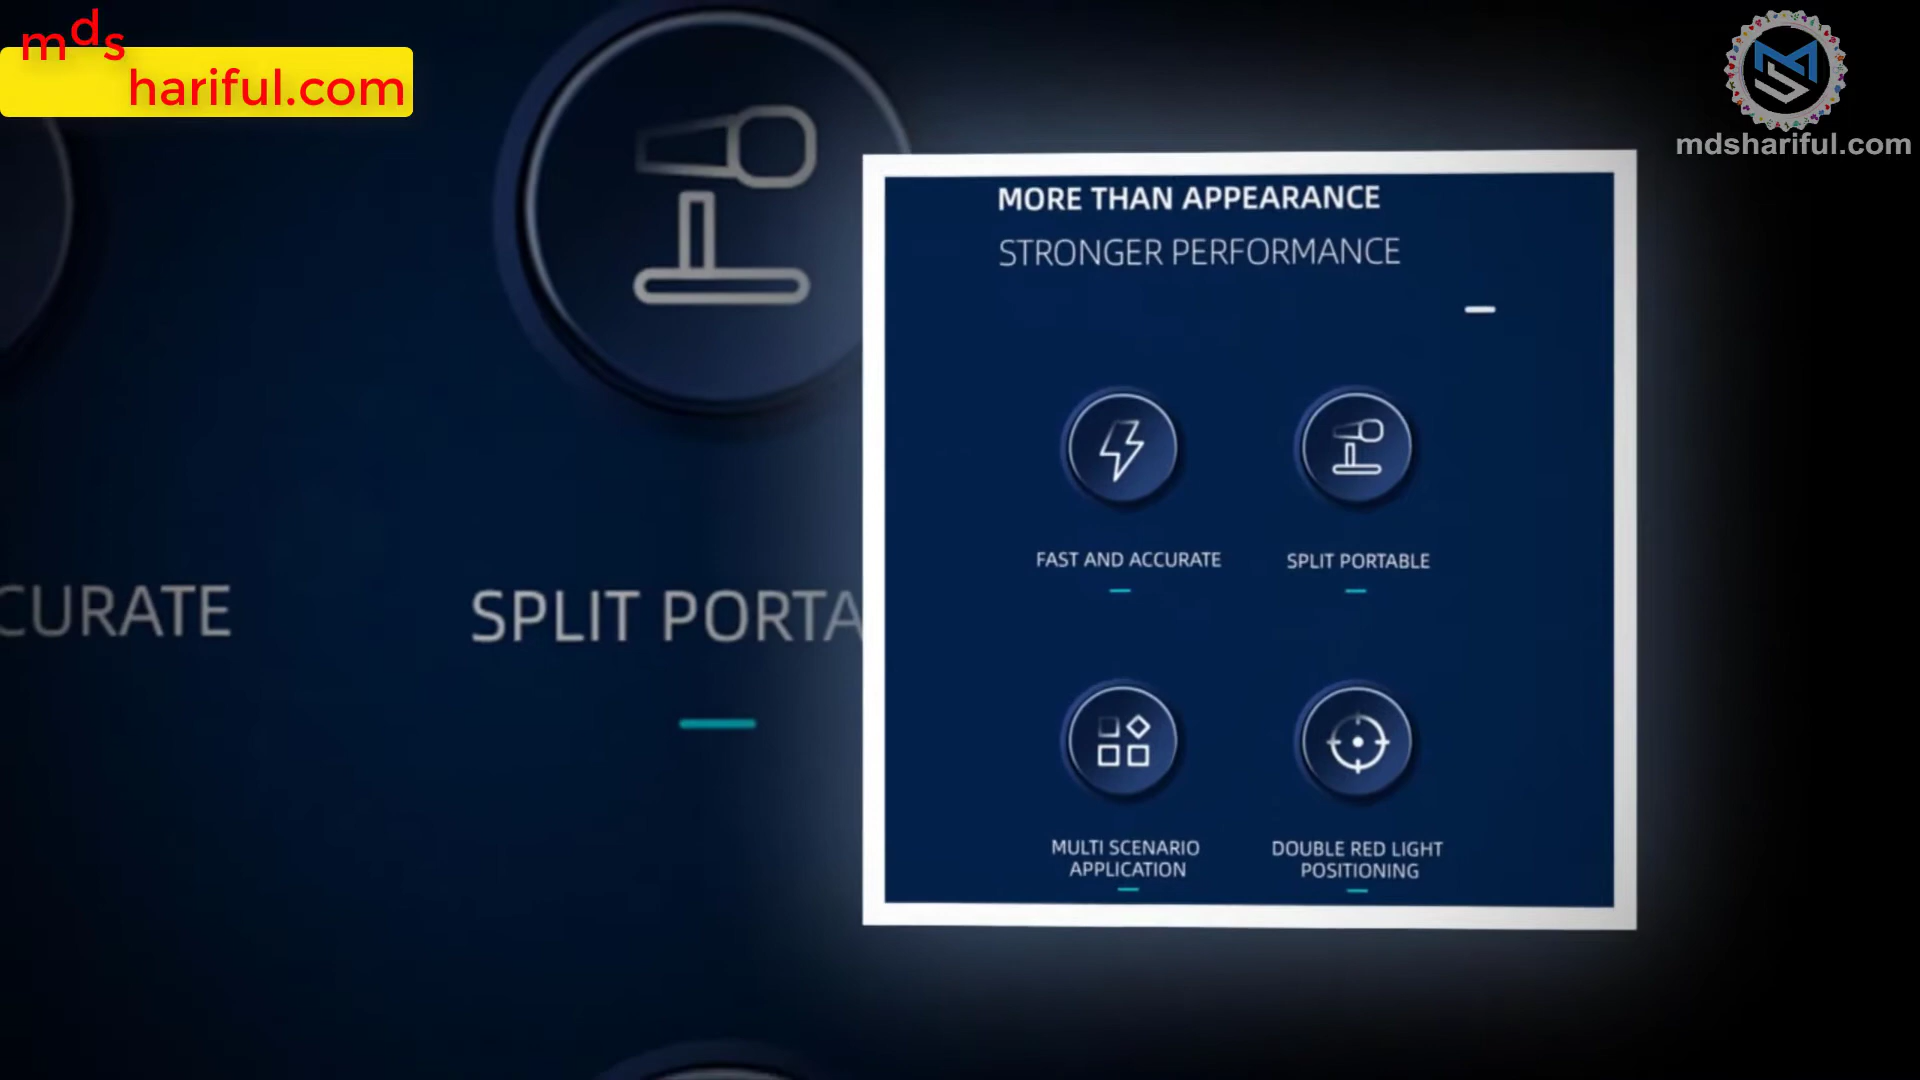 mds
hariful.com
mdshariful.com
MORE THAN APPEARANCE
STRONGER PERFORMANCE
FAST AND ACCURATE
SPLIT PORTABLE
MULTI SCENARIO
APPLICATION
DOUBLE RED LIGHT
POSITIONING
CURATE
SPLIT PORTA